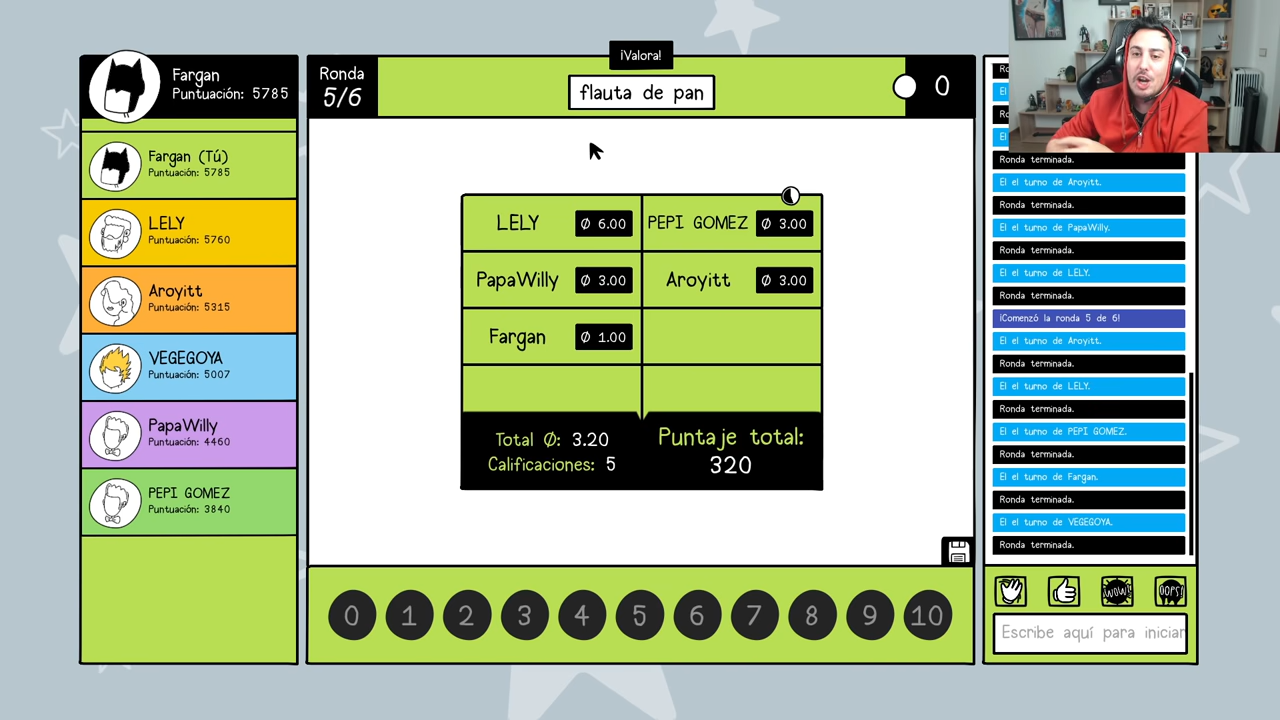 Fargan
Puntuación: 5785
Fargan (Tú)
Puntuación: 5785
LELY
Puntuación: 5760
Aroyitt
Puntuación: 5315
VEGEGOYA
Puntuación: 5007
PapaWilly
Puntuación: 4460
PEPI GOMEZ
Puntuación: 3840
Ronda
5/6
¡Valora!
flauta de pan
0
LELY Ø 6.00 PEPI GOMEZ Ø 3.00
PapaWilly Ø 3.00 Aroyitt Ø 3.00
Fargan Ø 1.00
Total Ø: 3.20
Calificaciones: 5
Puntaje total:
320
0 1 2 3 4 5 6 7 8 9 10
Ronda terminada.
El el turno de Aroyitt.
Ronda terminada.
El el turno de PapaWilly.
Ronda terminada.
El el turno de LELY.
Ronda terminada.
¡Comenzó la ronda 5 de 6!
El el turno de Aroyitt.
Ronda terminada.
El el turno de LELY.
Ronda terminada.
El el turno de PEPI GOMEZ.
Ronda terminada.
El el turno de Fargan.
Ronda terminada.
El el turno de VEGEGOYA.
Ronda terminada.
WOW!
OOPS!
Escribe aquí para iniciar